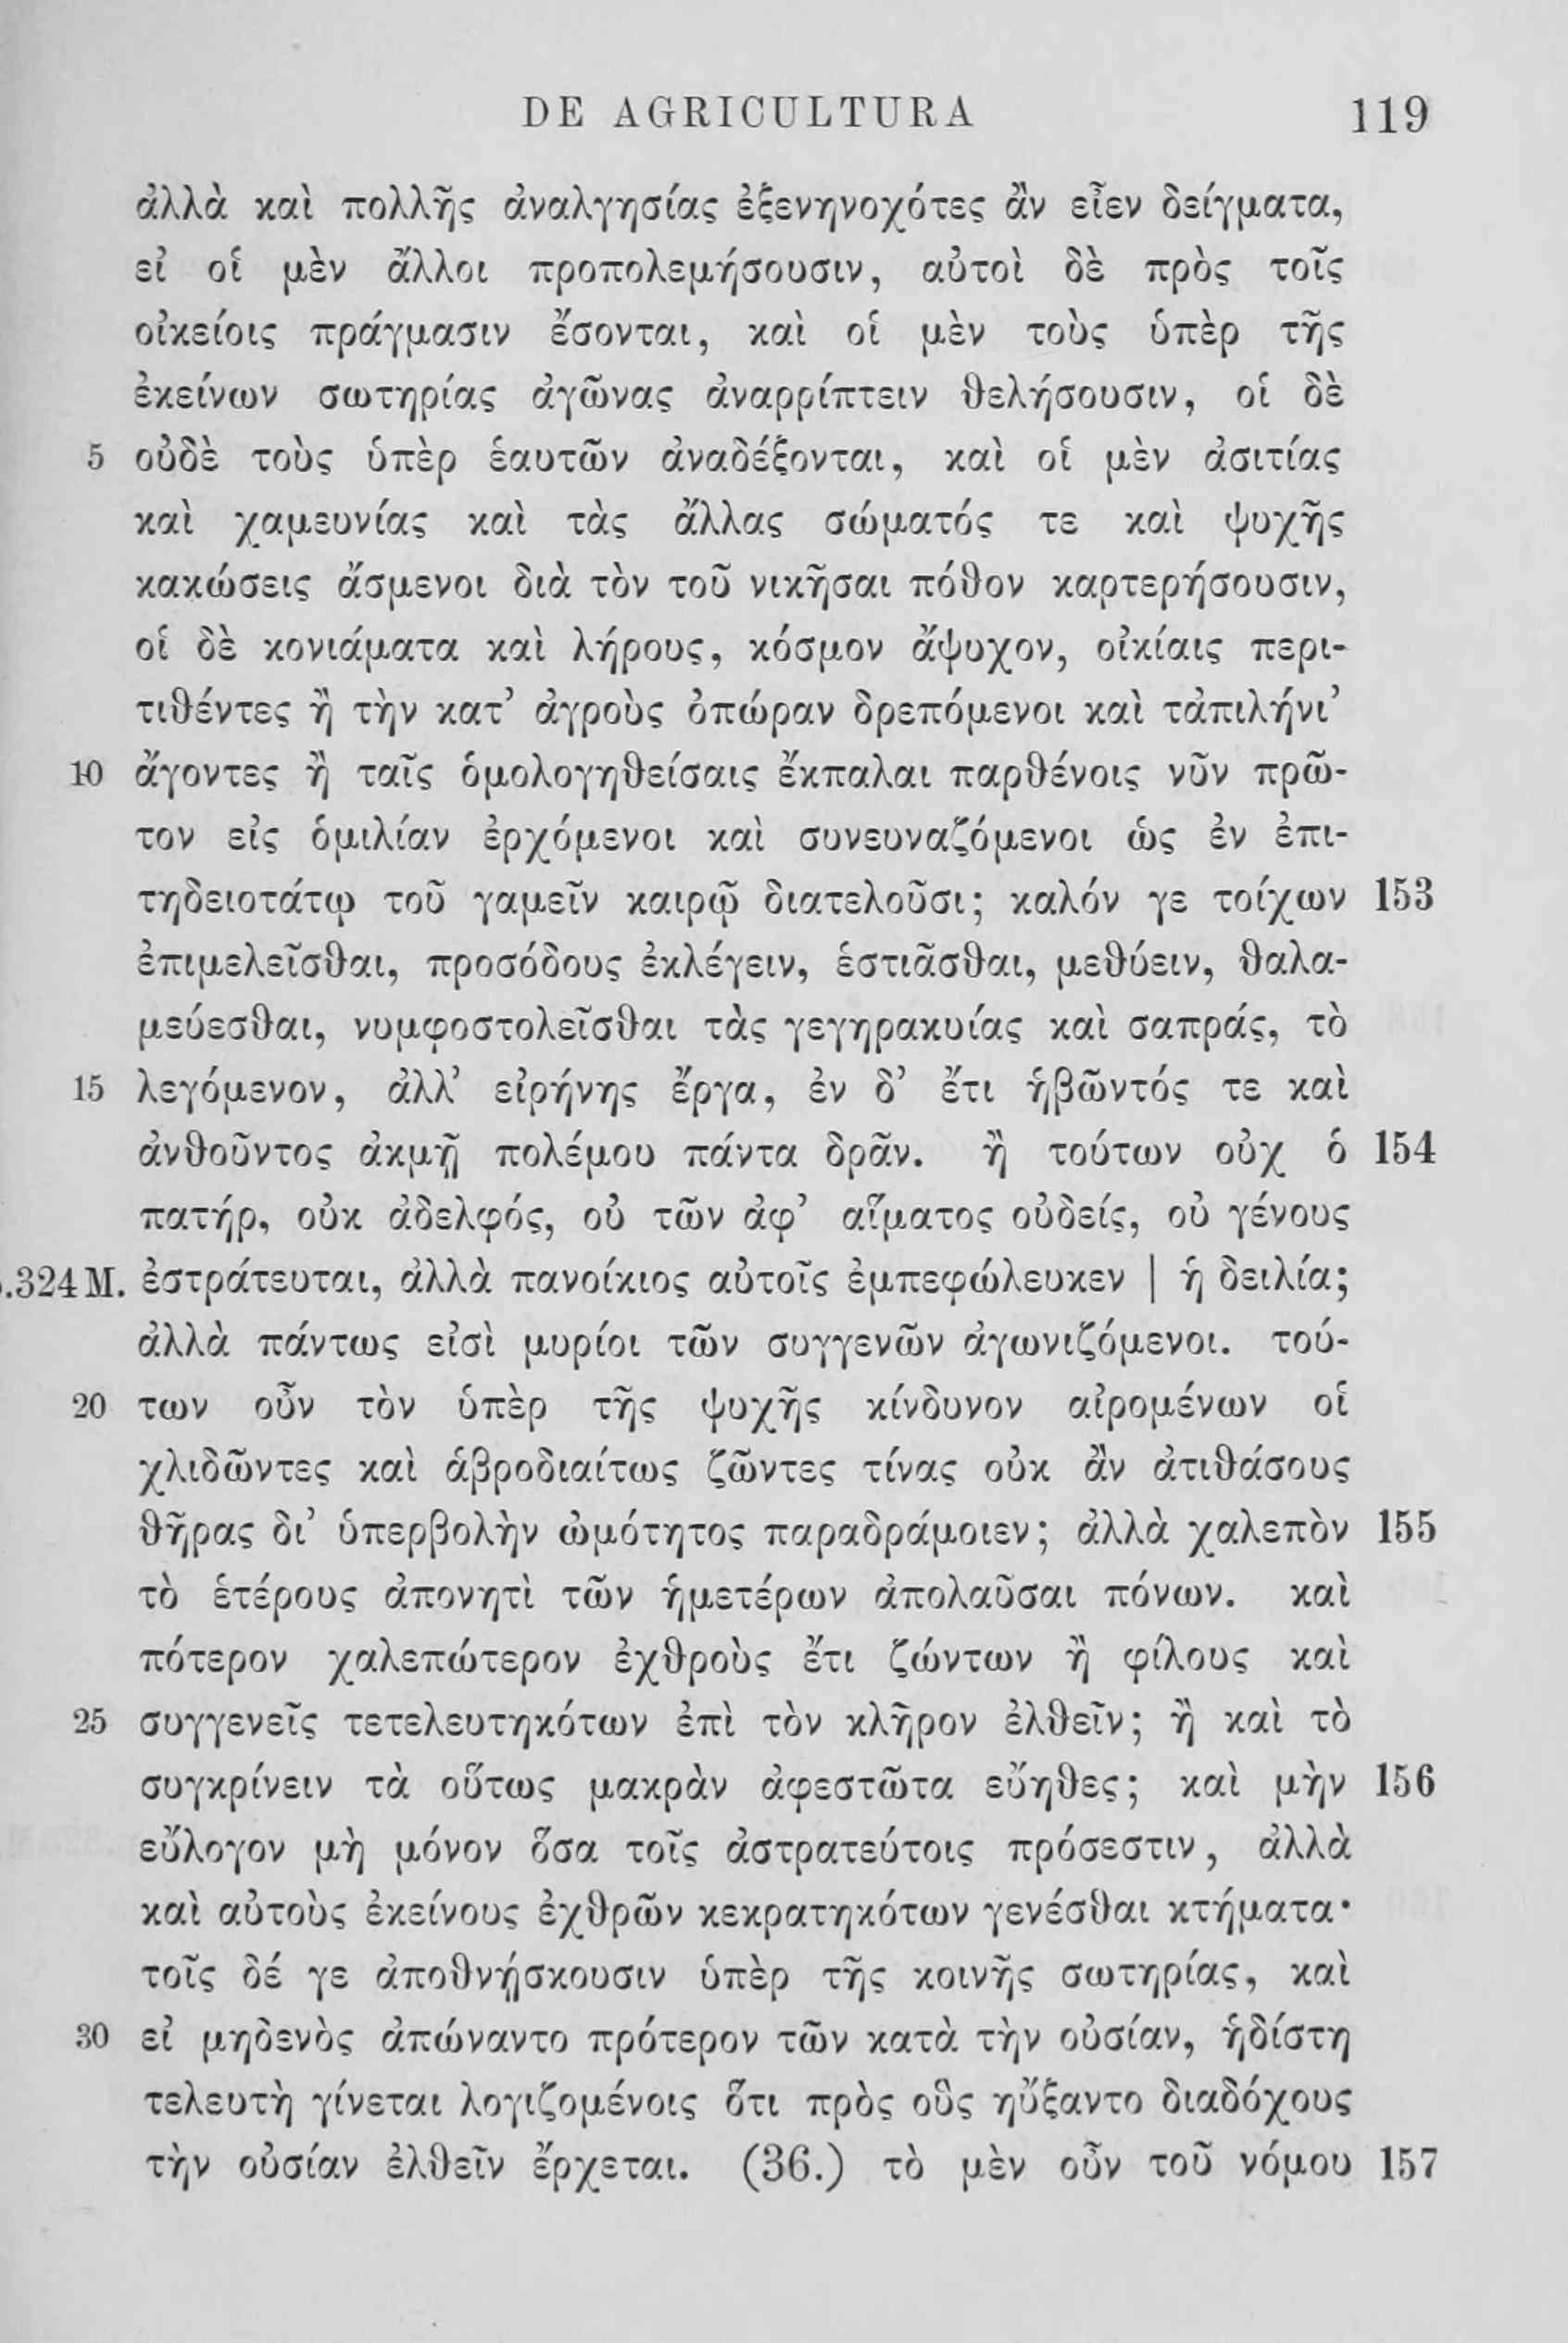 DE AGRICULTURA 119
ἀλλὰ καὶ πολλῆς ἀναλγησίας ἐξενηνοχότες ἂν εἶεν δείγματα,
εἰ οἱ μὲν ἄλλοι προπολεμήσουσιν, αὐτοὶ δὲ πρὸς τοῖς
οἰκείοις πράγμασιν ἔσονται, καὶ οἱ μὲν τοὺς ὑπὲρ τῆς
ἐκείνων σωτηρίας ἀγῶνας ἀναρρίπτειν θελήσουσιν, οἱ δὲ
5 οὐδὲ τοὺς ὑπὲρ ἑαυτῶν ἀναδέξονται, καὶ οἱ μὲν ἀσιτίας
καὶ χαμευνίας καὶ τὰς ἄλλας σώματός τε καὶ ψυχῆς
κακώσεις ἄσμενοι διὰ τὸν τοῦ νικῆσαι πόθον καρτερήσουσιν,
οἱ δὲ κονιάματα καὶ λήρους, κόσμον ἄψυχον, οἰκίαις περι-
τιθέντες ἢ τὴν κατ’ ἀγροὺς ὀπώραν δρεπόμενοι καὶ τἀπιλήνι’
10 ἄγοντες ἢ ταῖς ὁμολογηθείσαις ἔκπαλαι παρθένοις νῦν πρῶ-
τον εἰς ὁμιλίαν ἐρχόμενοι καὶ συνευναζόμενοι ὡς ἐν ἐπι-
τηδειοτάτῳ τοῦ γαμεῖν καιρῷ διατελοῦσι; καλόν γε τοίχων 153
ἐπιμελεῖσθαι, προσόδους ἐκλέγειν, ἑστιᾶσθαι, μεθύειν, θαλα-
μεύεσθαι, νυμφοστολεῖσθαι τὰς γεγηρακυίας καὶ σαπράς, τὸ
15 λεγόμενον, ἀλλ’ εἰρήνης ἔργα, ἐν δ’ ἔτι ἡβῶντός τε καὶ
ἀνθοῦντος ἀκμῇ πολέμου πάντα δρᾶν. ἢ τούτων οὐχ ὁ 154
πατήρ, οὐκ ἀδελφός, οὐ τῶν ἀφ’ αἵματος οὐδείς, οὐ γένους
.324 M. ἐστράτευται, ἀλλὰ πανοίκιος αὐτοῖς ἐμπεφώλευκεν | ἡ δειλία;
ἀλλὰ πάντως εἰσὶ μυρίοι τῶν συγγενῶν ἀγωνιζόμενοι. τού-
20 των οὖν τὸν ὑπὲρ τῆς ψυχῆς κίνδυνον αἰρομένων οἱ
χλιδῶντες καὶ ἁβροδιαίτως ζῶντες τίνας οὐκ ἂν ἀτιθάσους
θῆρας δι’ ὑπερβολὴν ὠμότητος παραδράμοιεν; ἀλλὰ χαλεπὸν 155
τὸ ἑτέρους ἀπονητὶ τῶν ἡμετέρων ἀπολαῦσαι πόνων. καὶ
πότερον χαλεπώτερον ἐχθροὺς ἔτι ζώντων ἢ φίλους καὶ
25 συγγενεῖς τετελευτηκότων ἐπὶ τὸν κλῆρον ἐλθεῖν; ἢ καὶ τὸ
συγκρίνειν τὰ οὕτως μακρὰν ἀφεστῶτα εὔηθες; καὶ μὴν 156
εὔλογον μὴ μόνον ὅσα τοῖς ἀστρατεύτοις πρόσεστιν, ἀλλὰ
καὶ αὐτοὺς ἐκείνους ἐχθρῶν κεκρατηκότων γενέσθαι κτήματα·
τοῖς δέ γε ἀποθνῄσκουσιν ὑπὲρ τῆς κοινῆς σωτηρίας, καὶ
30 εἰ μηδενὸς ἀπώναντο πρότερον τῶν κατὰ τὴν οὐσίαν, ἡδίστη
τελευτὴ γίνεται λογιζομένοις ὅτι πρὸς οὓς ηὔξαντο διαδόχους
τὴν οὐσίαν ἐλθεῖν ἔρχεται. (36.) τὸ μὲν οὖν τοῦ νόμου 157